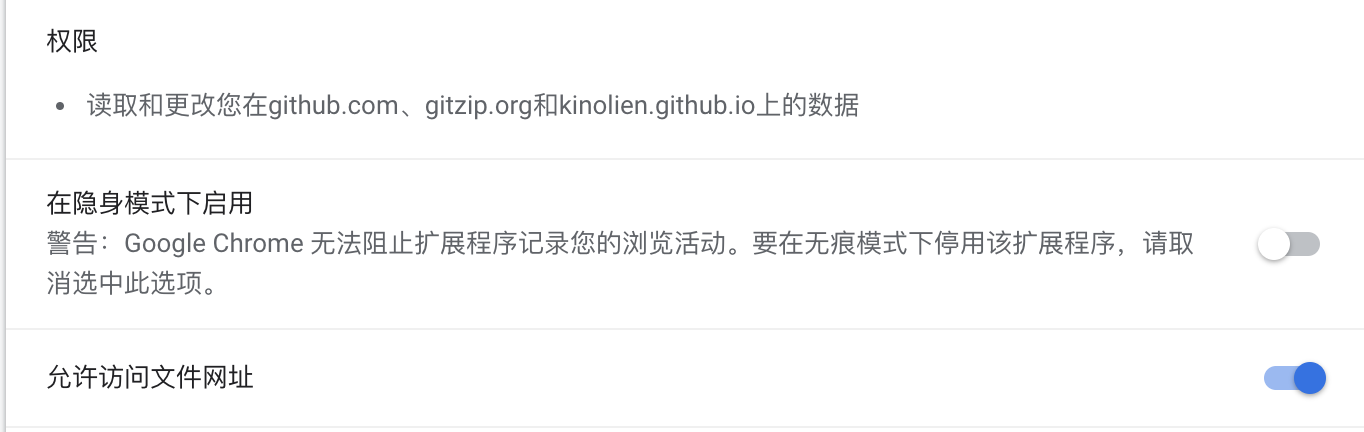 权限
• 读取和更改您在github.com、gitzip.org和kinolien.github.io上的数据
在隐身模式下启用
警告：Google Chrome 无法阻止扩展程序记录您的浏览活动。要在无痕模式下停用该扩展程序，请取
消选中此选项。
允许访问文件网址